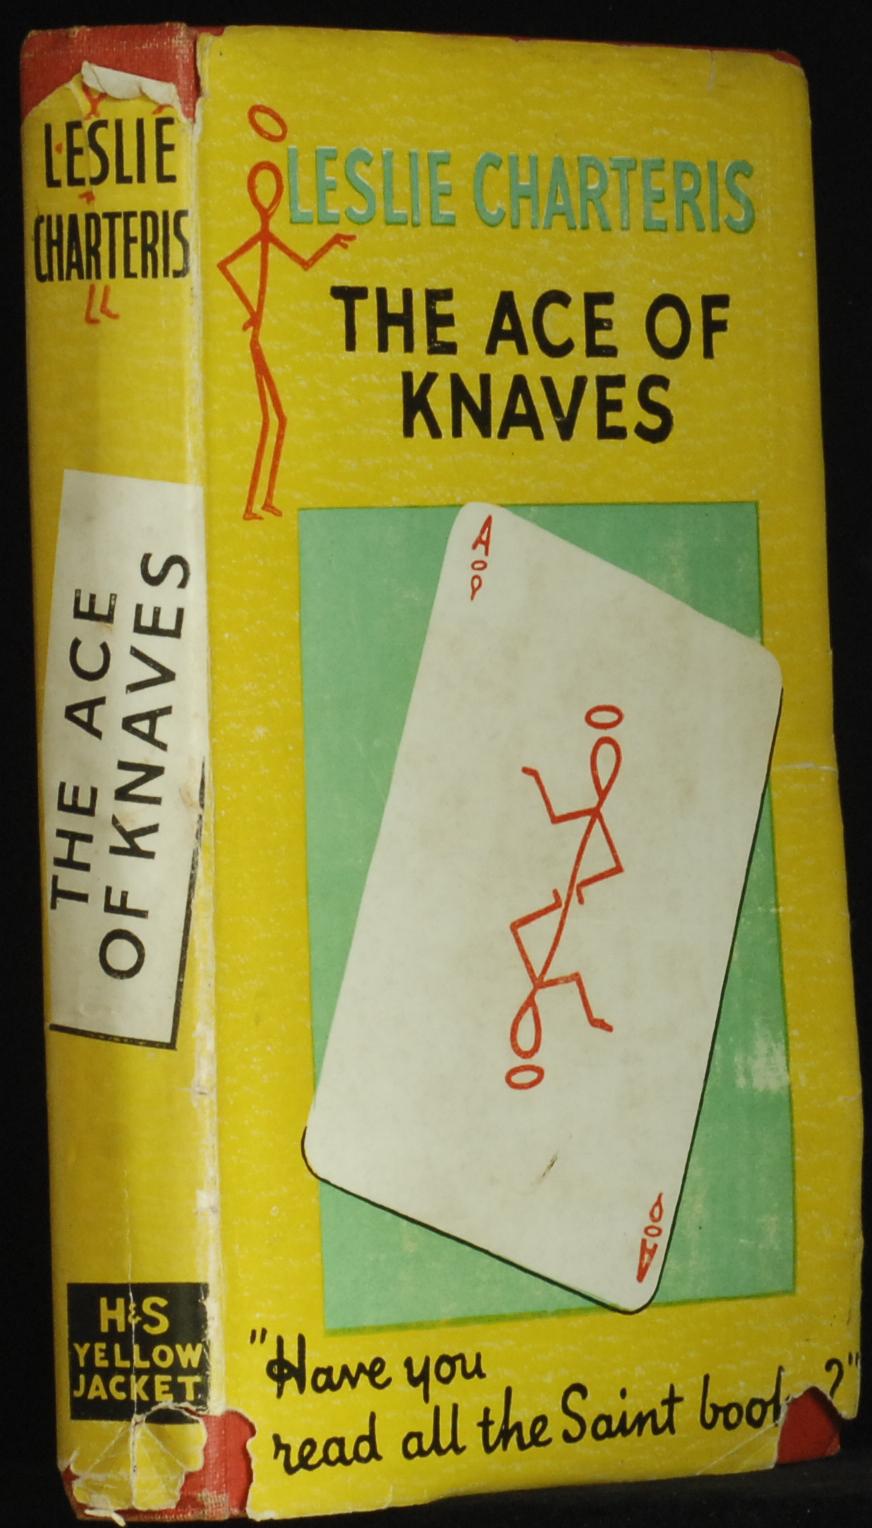 LESLIE
CHARTERIS
THE ACE
OF KNAVES
H&S
YELLOW
JACKET
LESLIE CHARTERIS
THE ACE OF
KNAVES
A
A
"Have you
read all the Saint ?"